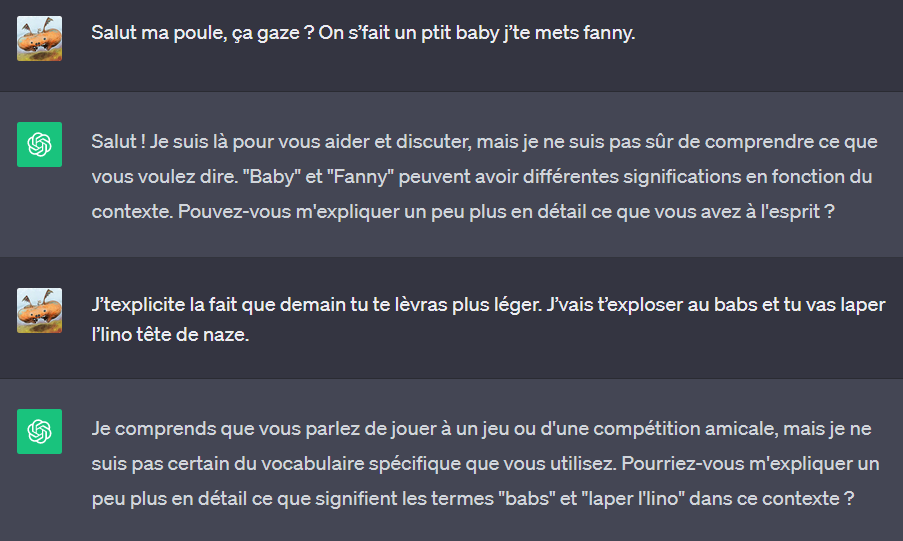 Salut ma poule, ça gaze ? On s’fait un ptit baby j’te mets fanny.
Salut ! Je suis là pour vous aider et discuter, mais je ne suis pas sûr de comprendre ce que
vous voulez dire. "Baby" et "Fanny" peuvent avoir différentes significations en fonction du
contexte. Pouvez-vous m'expliquer un peu plus en détail ce que vous avez à l'esprit ?
J’texplicite la fait que demain tu te lèvras plus léger. J’vais t’exploser au babs et tu vas laper
l’lino tête de naze.
Je comprends que vous parlez de jouer à un jeu ou d'une compétition amicale, mais je ne
suis pas certain du vocabulaire spécifique que vous utilisez. Pourriez-vous m'expliquer un
peu plus en détail ce que signifient les termes "babs" et "laper l'lino" dans ce contexte ?